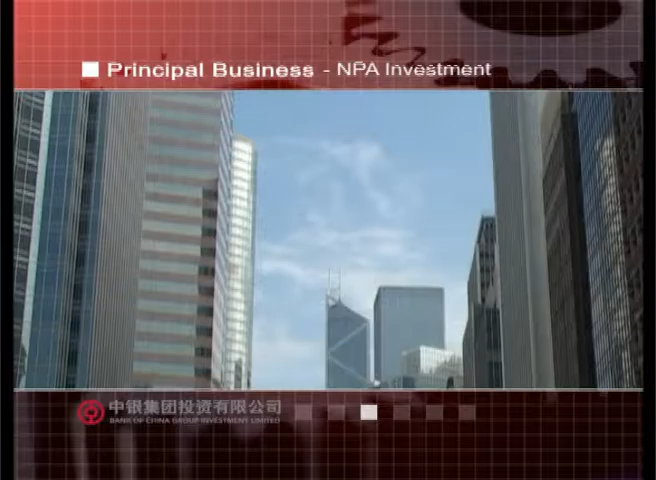 Principal Business - NPA Investment
中银集团投资有限公司
BANK OF CHINA GROUP INVESTMENT LIMITED